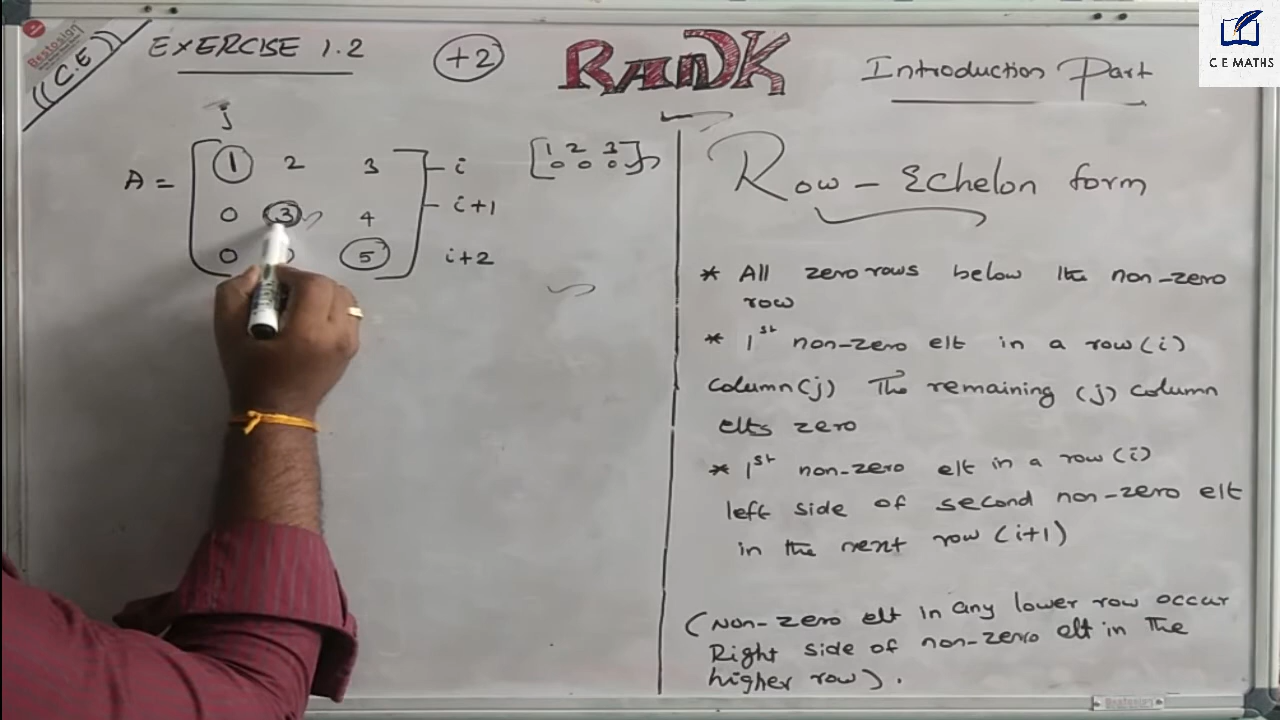 Bestosign
((C.E))
EXERCISE 1.2
+2
RANK
Introduction Part
C E MATHS
j
A =
1 2 3 - i
0 3 4 - i+1
0 0 5 i+2
[1 2 3
0 0 0]
Row - Echelon form
* All zero rows below the non-zero
row
* 1st non-zero elt in a row (i)
column (j) The remaining (j) column
elts zero
* 1st non-zero elt in a row (i)
left side of second non-zero elt
in the next row (i+1)
(Non-zero elt in any lower row occur
Right side of non-zero elt in the
higher row).
Bestosign